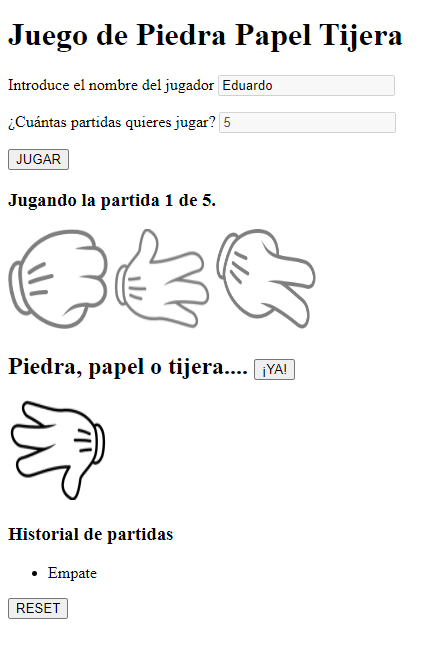 Juego de Piedra Papel Tijera
Introduce el nombre del jugador Eduardo
¿Cuántas partidas quieres jugar? 5
JUGAR
Jugando la partida 1 de 5.
Piedra, papel o tijera.... ¡YA!
Historial de partidas
• Empate
RESET